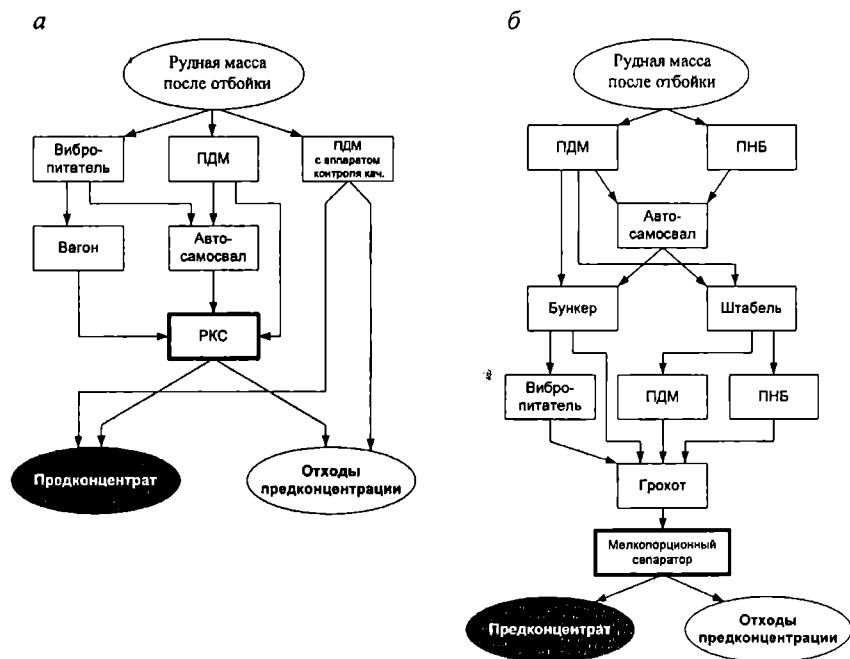 а
Рудная масса
после отбойки
Вибро-
питатель
ПДМ
ПДМ
с аппаратом
контроля кач.
Вагон
Авто-
самосвал
РКС
Предконцентрат
Отходы
предконцентрации
б
Рудная масса
после отбойки
ПДМ
ПНБ
Авто-
самосвал
Бункер
Штабель
Вибро-
питатель
ПДМ
ПНБ
Грохот
Мелкопорционный
сепаратор
Предконцентрат
Отходы
предконцентрации